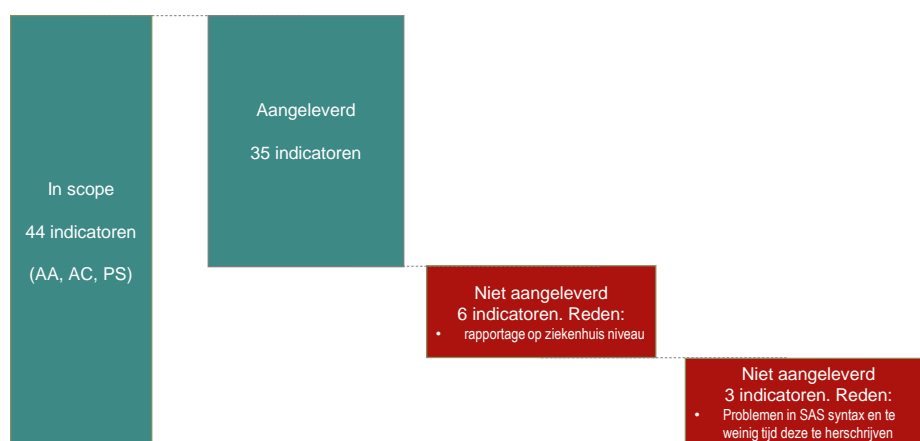 In scope
44 indicatoren
(AA, AC, PS)
Aangeleverd
35 indicatoren
Niet aangeleverd
6 indicatoren. Reden:
• rapportage op ziekenhuis niveau
Niet aangeleverd
3 indicatoren. Reden:
• Problemen in SAS syntax en te
weinig tijd deze te herschrijven